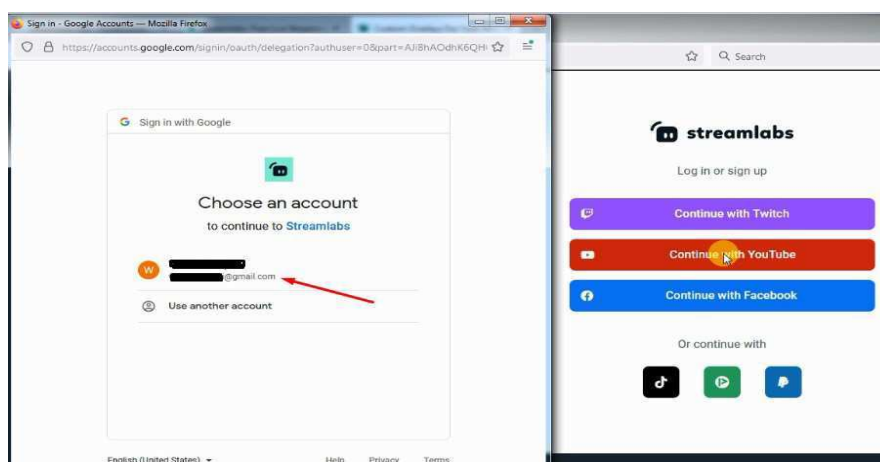 Sign in - Google Accounts — Mozilla Firefox
https://accounts.google.com/signin/oauth/delegation?authuser=0&part=AJi8hAOdhK6QH
Search
G Sign in with Google
Choose an account
to continue to Streamlabs
W
@gmail.com
Use another account
English (United States)
Help Privacy Terms
streamlabs
Log in or sign up
Continue with Twitch
Continue with YouTube
Continue with Facebook
Or continue with